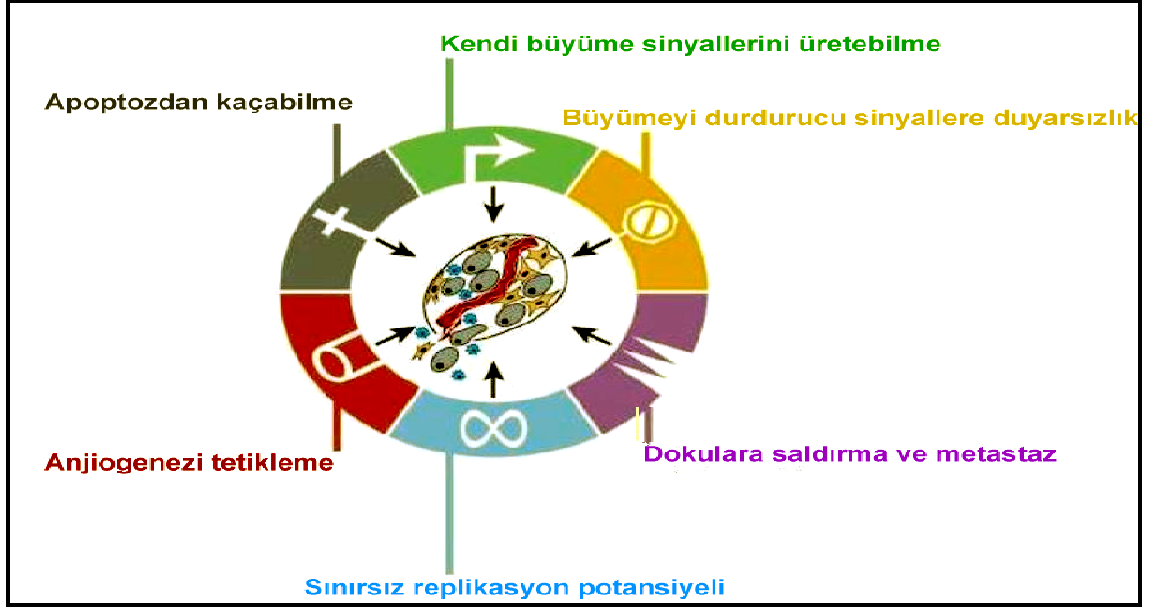 Kendi büyüme sinyallerini üretebilme
Apoptozdan kaçabilme
Büyümeyi durdurucu sinyallere duyarsızlık
Anjiogenezi tetikleme
Dokulara saldırma ve metastaz
Sınırsız replikasyon potansiyeli